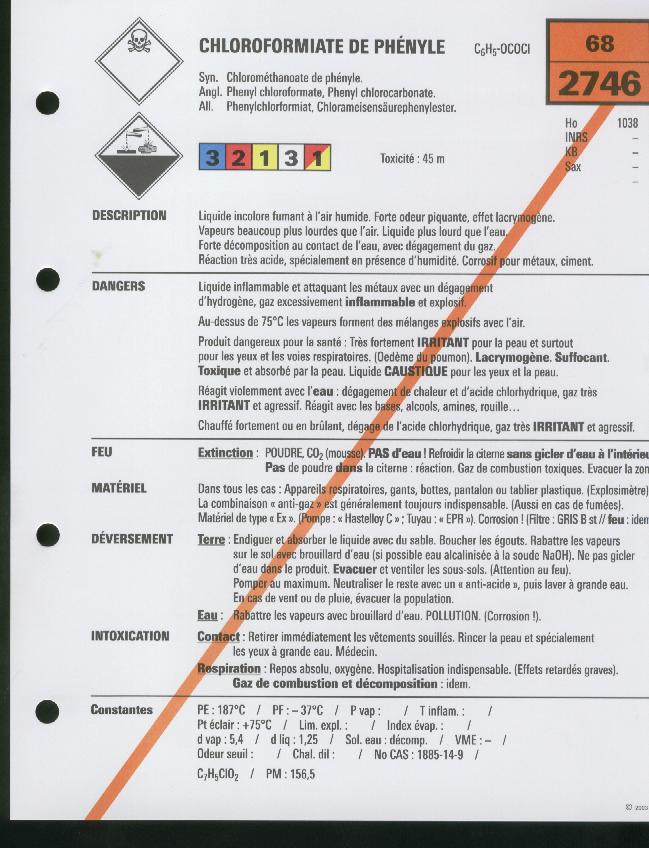 CHLOROFORMIATE DE PHÉNYLE C₆H₅-OCOCl
68
2746
Syn. Chlorométhanoate de phényle.
Angl. Phenyl chloroformate, Phenyl chlorocarbonate.
All. Phenylchlorformiat, Chlorameisensäurephenylester.
Ho 1038
INRS –
KB –
Sax –
–
3 2 1 3 1 Toxicité : 45 m
DESCRIPTION Liquide incolore fumant à l'air humide. Forte odeur piquante, effet lacrymogène.
Vapeurs beaucoup plus lourdes que l'air. Liquide plus lourd que l'eau.
Forte décomposition au contact de l'eau, avec dégagement du gaz.
Réaction très acide, spécialement en présence d'humidité. Corrosif pour métaux, ciment.
DANGERS Liquide inflammable et attaquant les métaux avec un dégagement
d'hydrogène, gaz excessivement inflammable et explosif.
Au-dessus de 75°C les vapeurs forment des mélanges explosifs avec l'air.
Produit dangereux pour la santé : Très fortement IRRITANT pour la peau et surtout
pour les yeux et les voies respiratoires. (Oedème du poumon). Lacrymogène. Suffocant.
Toxique et absorbé par la peau. Liquide CAUSTIQUE pour les yeux et la peau.
Réagit violemment avec l'eau : dégagement de chaleur et d'acide chlorhydrique, gaz très
IRRITANT et agressif. Réagit avec les bases, alcools, amines, rouille...
Chauffé fortement ou en brûlant, dégage de l'acide chlorhydrique, gaz très IRRITANT et agressif.
FEU Extinction : POUDRE, CO₂ (mousse). PAS d'eau ! Refroidir la citerne sans gicler d'eau à l'intérieu
Pas de poudre dans la citerne : réaction. Gaz de combustion toxiques. Evacuer la zon
MATÉRIEL Dans tous les cas : Appareils respiratoires, gants, bottes, pantalon ou tablier plastique. (Explosimètre)
La combinaison « anti-gaz » est généralement toujours indispensable. (Aussi en cas de fumées).
Matériel de type « Ex ». (Pompe : « Hastelloy C » ; Tuyau : « EPR »). Corrosion ! (Filtre : GRIS B st // feu : idem
DÉVERSEMENT Terre : Endiguer et absorber le liquide avec du sable. Boucher les égouts. Rabattre les vapeurs
sur le sol avec brouillard d'eau (si possible eau alcalinisée à la soude NaOH). Ne pas gicler
d'eau dans le produit. Evacuer et ventiler les sous-sols. (Attention au feu).
Pomper au maximum. Neutraliser le reste avec un « anti-acide », puis laver à grande eau.
En cas de vent ou de pluie, évacuer la population.
Eau : Rabattre les vapeurs avec brouillard d'eau. POLLUTION. (Corrosion !).
INTOXICATION Contact : Retirer immédiatement les vêtements souillés. Rincer la peau et spécialement
les yeux à grande eau. Médecin.
Respiration : Repos absolu, oxygène. Hospitalisation indispensable. (Effets retardés graves).
Gaz de combustion et décomposition : idem.
Constantes PE : 187°C / PF : – 37°C / P vap : / T inflam. : /
Pt éclair : +75°C / Lim. expl. : / Index évap. : /
d vap : 5,4 / d liq : 1,25 / Sol. eau : décomp. / VME : – /
Odeur seuil : / Chal. dil : / No CAS : 1885-14-9 /
C₇H₅ClO₂ / PM : 156,5
© 2003